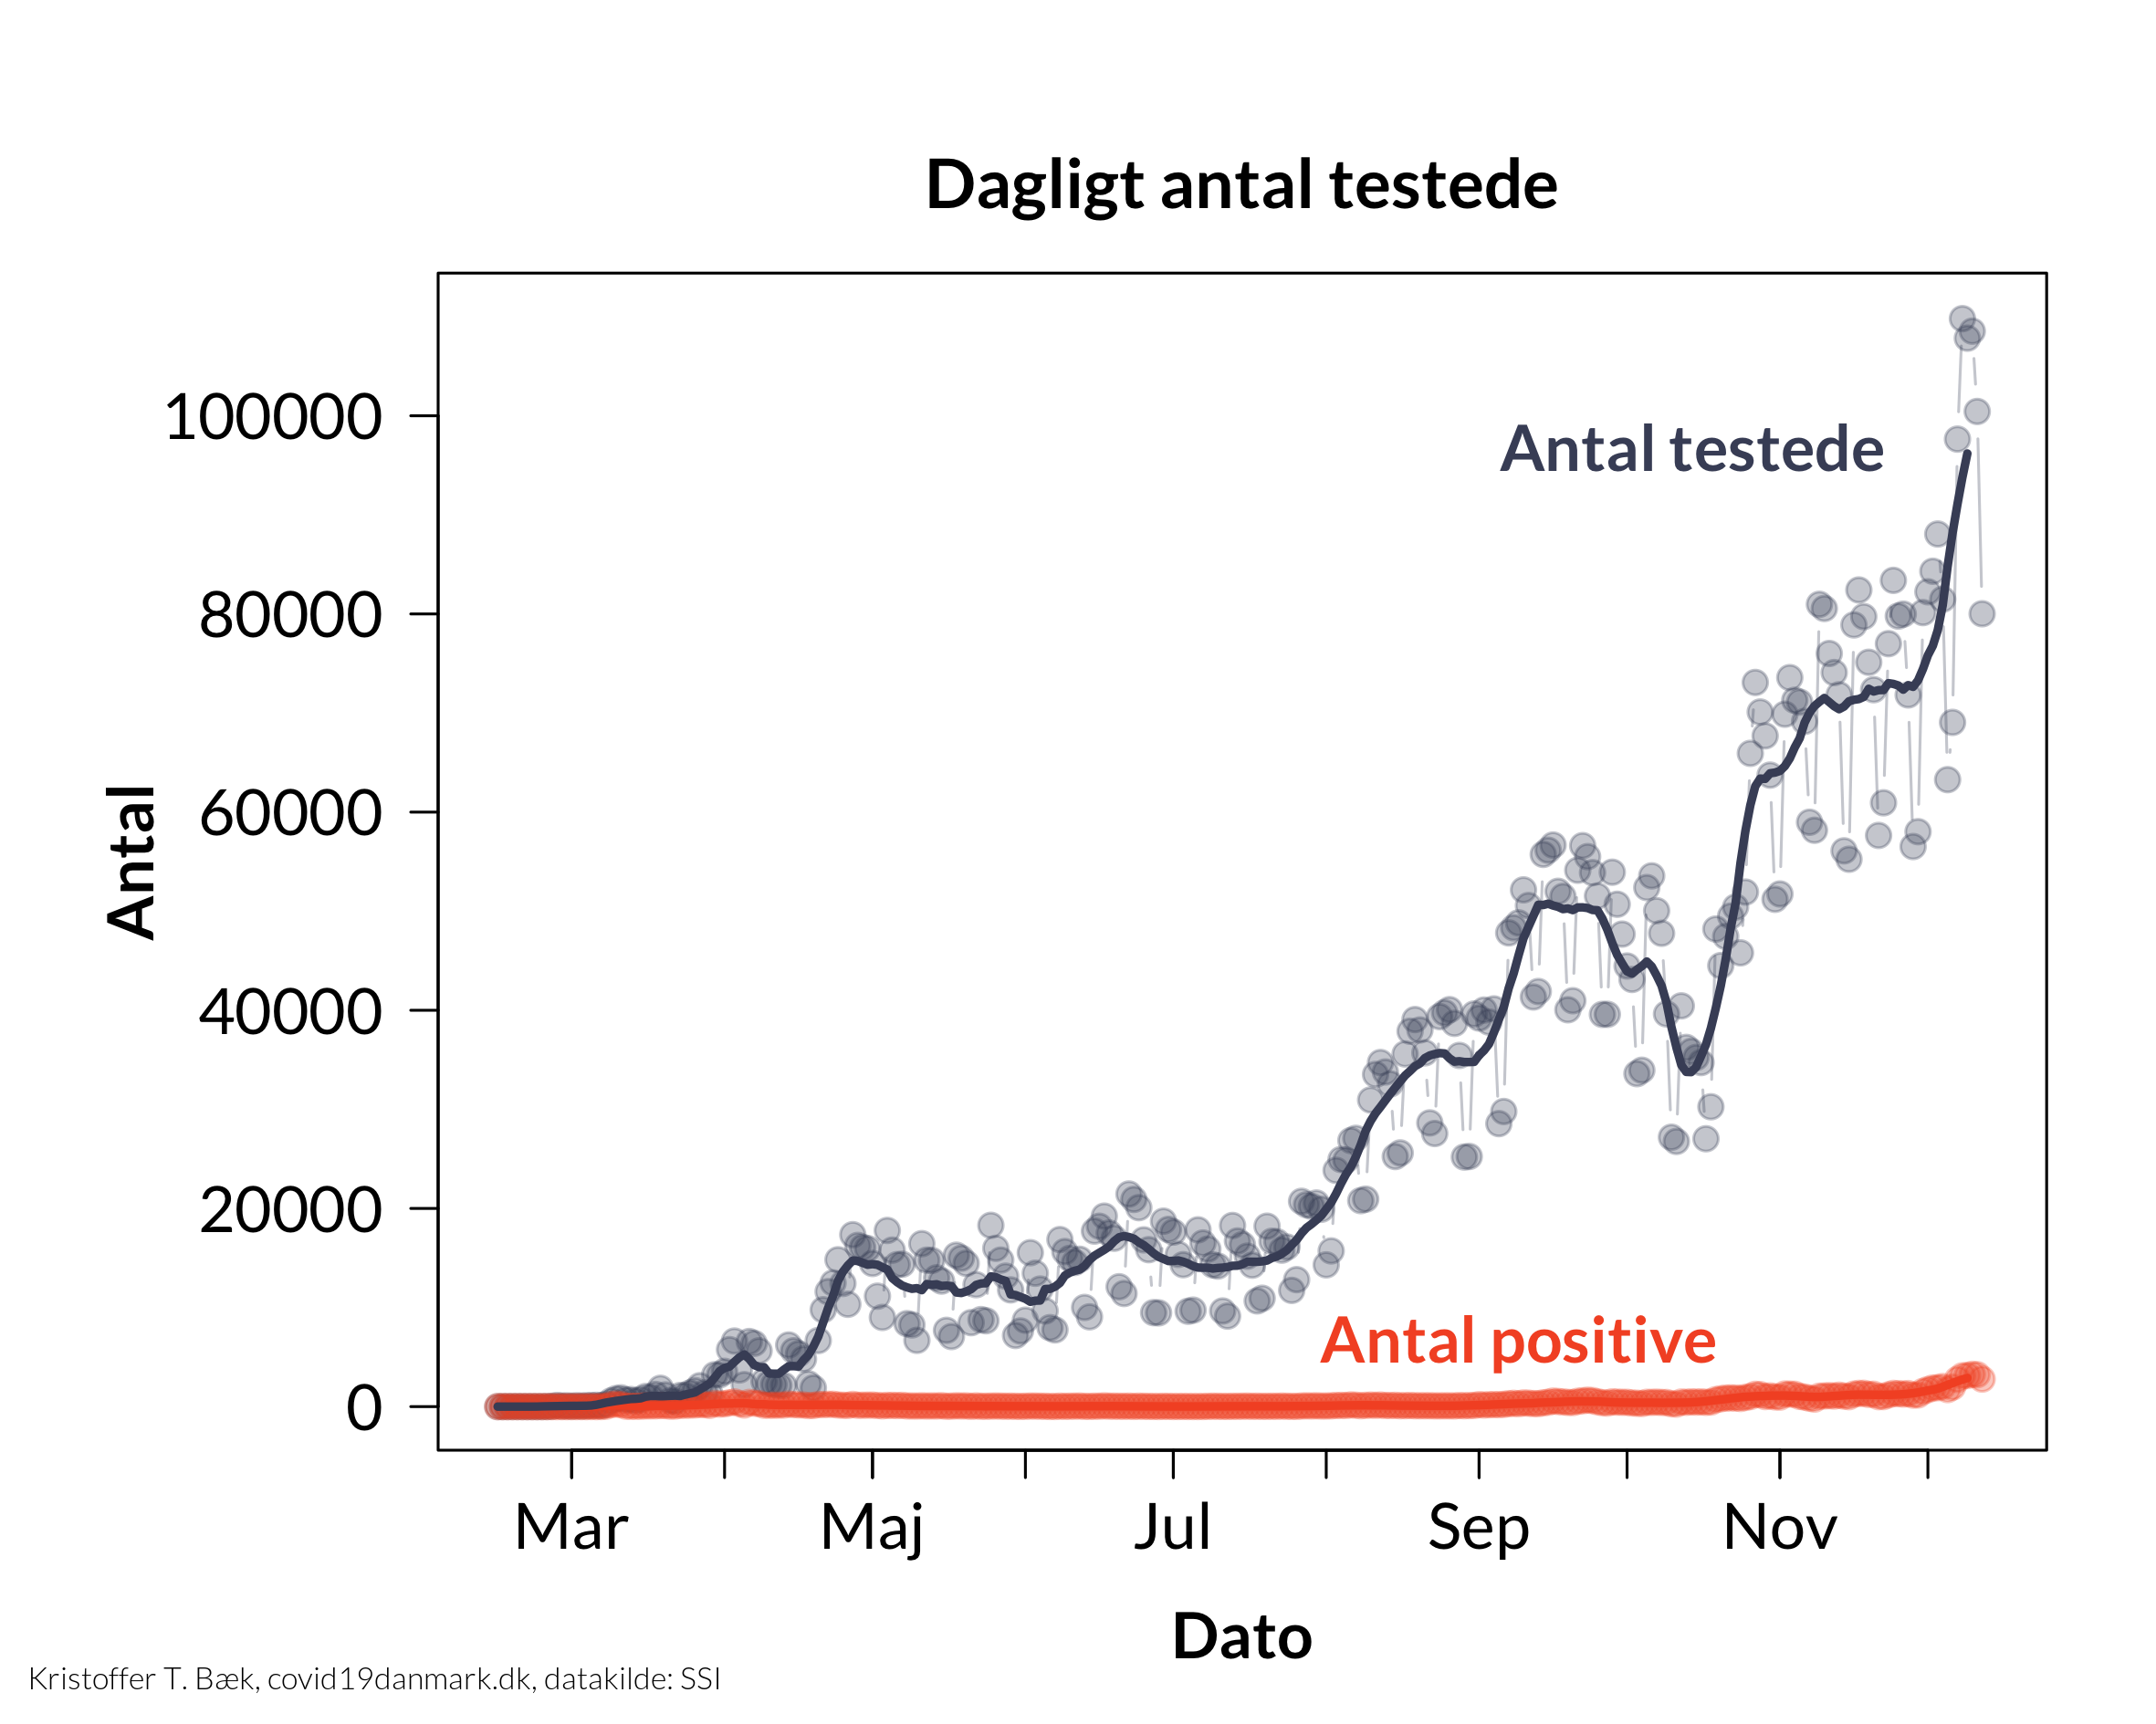 Dagligt antal testede
Antal testede
Antal positive
Antal
100000
80000
60000
40000
20000
0
Mar Maj Jul Sep Nov
Dato
Kristoffer T. Bæk, covid19danmark.dk, datakilde: SSI